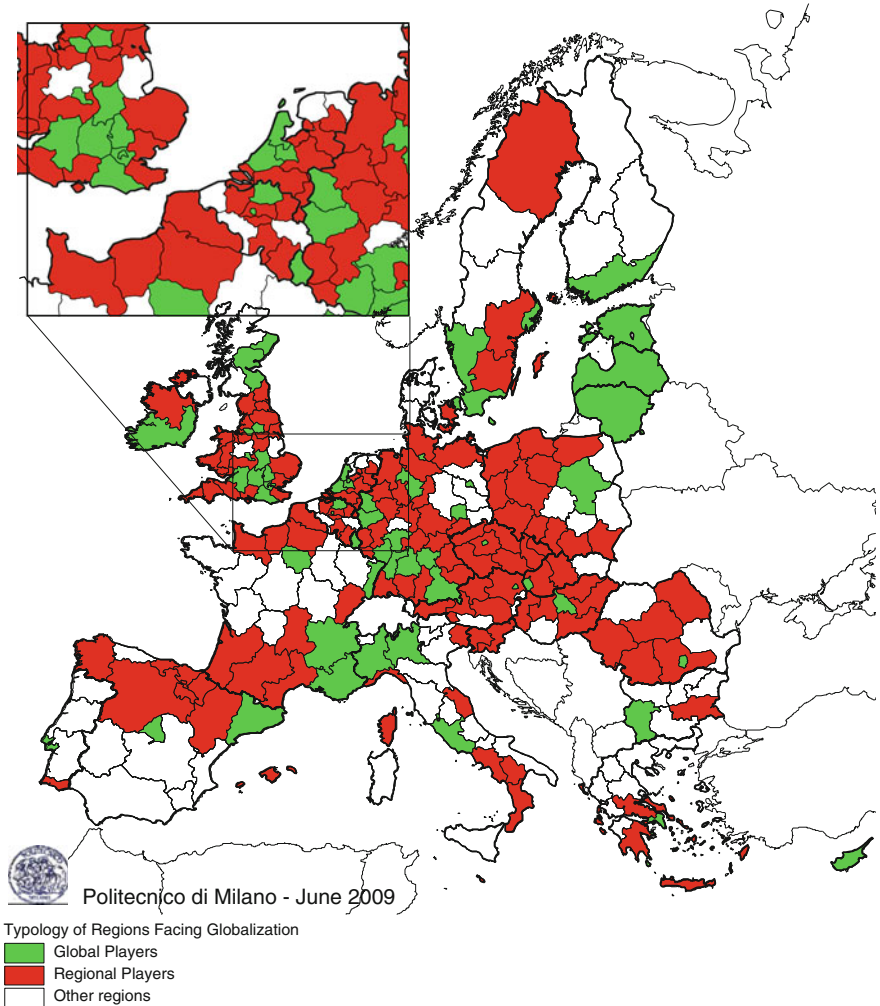 Politecnico di Milano - June 2009
Typology of Regions Facing Globalization
Global Players
Regional Players
Other regions